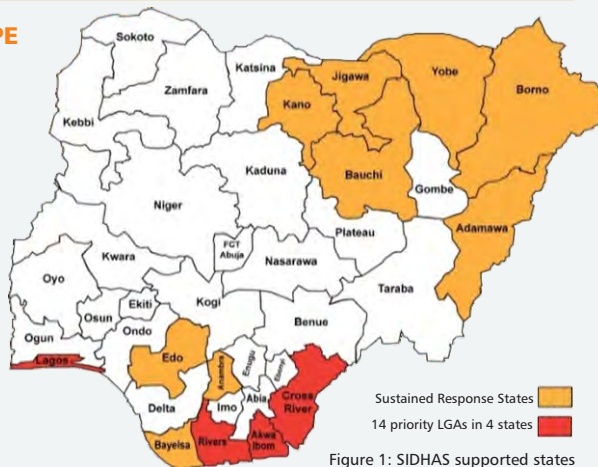 PE
Sokoto
Katsina
Zamfara
Kebbi
Jigawa
Kano
Yobe
Borno
Kaduna
Bauchi
Gombe
Niger
Adamawa
Plateau
FCT
Abuja
Kwara
Nasarawa
Oyo
Taraba
Kogi
Ekiti
Osun
Ondo
Benue
Ogun
Lagos
Edo
Anambra
Enugu
Ebonyi
Delta
Imo
Abia
Cross
River
Bayelsa
Rivers
Akwa
Ibom
Sustained Response States
14 priority LGAs in 4 states
Figure 1: SIDHAS supported states